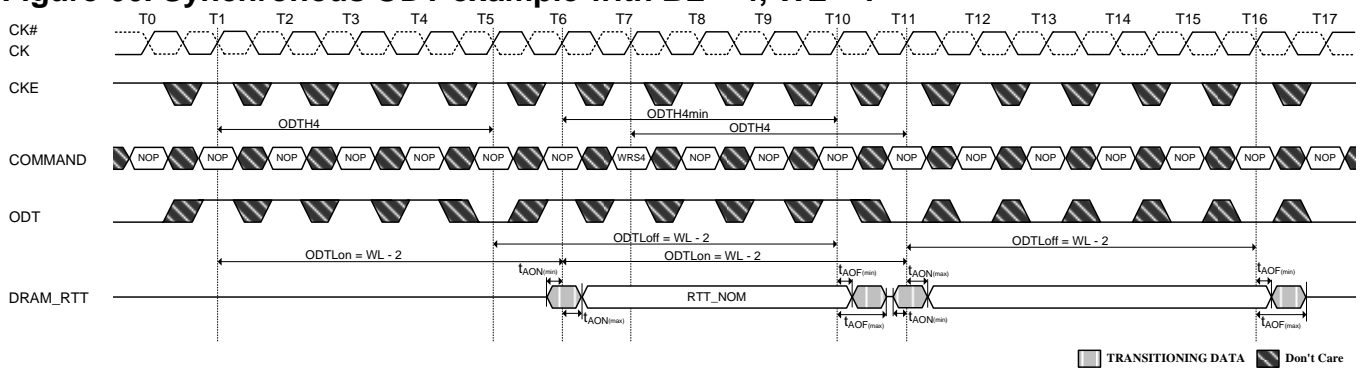 T0 T1 T2 T3 T4 T5 T6 T7 T8 T9 T10 T11 T12 T13 T14 T15 T16 T17
CK#
CK
CKE
ODTH4
ODTH4min
ODTH4
COMMAND
NOP NOP NOP NOP NOP NOP NOP WRS4 NOP NOP NOP NOP NOP NOP NOP NOP NOP NOP
ODT
ODTLoff = WL - 2
ODTLoff = WL - 2
ODTLon = WL - 2
ODTLon = WL - 2
tAON(min)
tAOF(min)
tAON(max)
tAOF(min)
DRAM_RTT
RTT_NOM
tAON(max)
tAOF(max)
tAON(min)
tAOF(max)
TRANSITIONING DATA
Don't Care